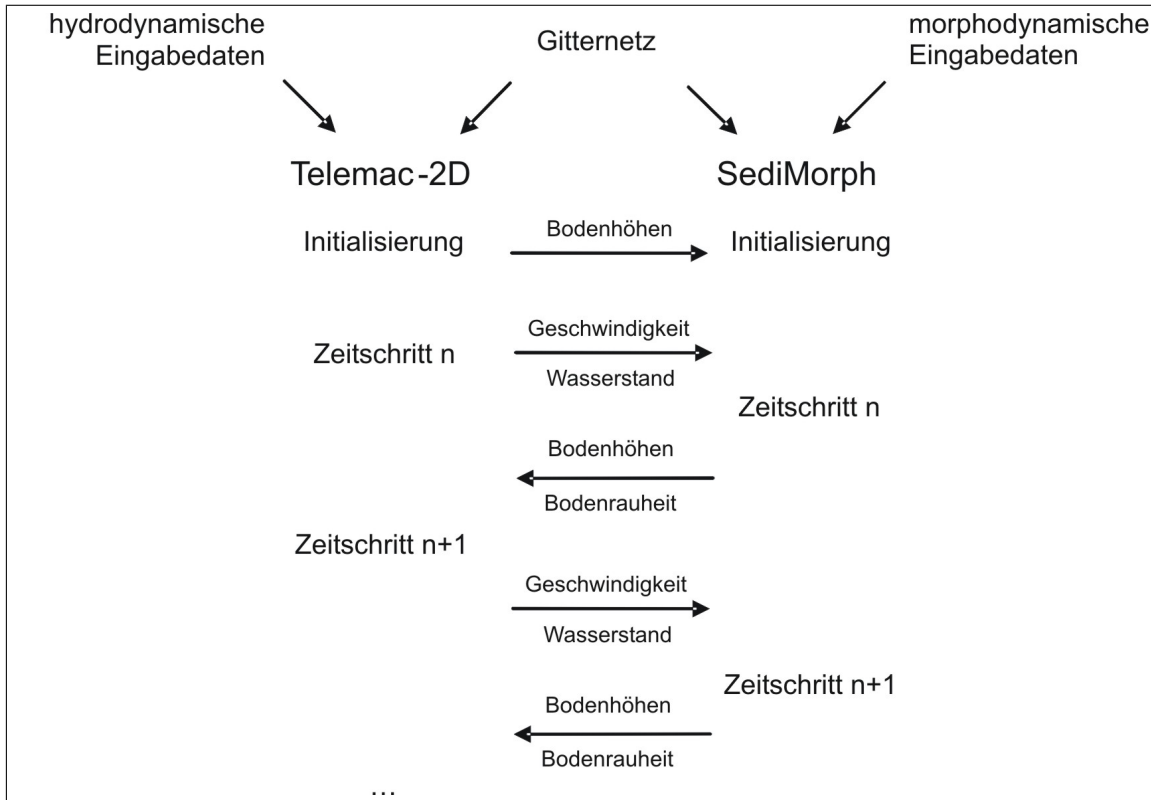 hydrodynamische
Eingabedaten
Gitternetz
morphodynamische
Eingabedaten
Telemac-2D
SediMorph
Initialisierung
Bodenhöhen
Initialisierung
Zeitschritt n
Geschwindigkeit
Wasserstand
Zeitschritt n
Bodenhöhen
Bodenrauheit
Zeitschritt n+1
Geschwindigkeit
Wasserstand
Zeitschritt n+1
Bodenhöhen
Bodenrauheit
...